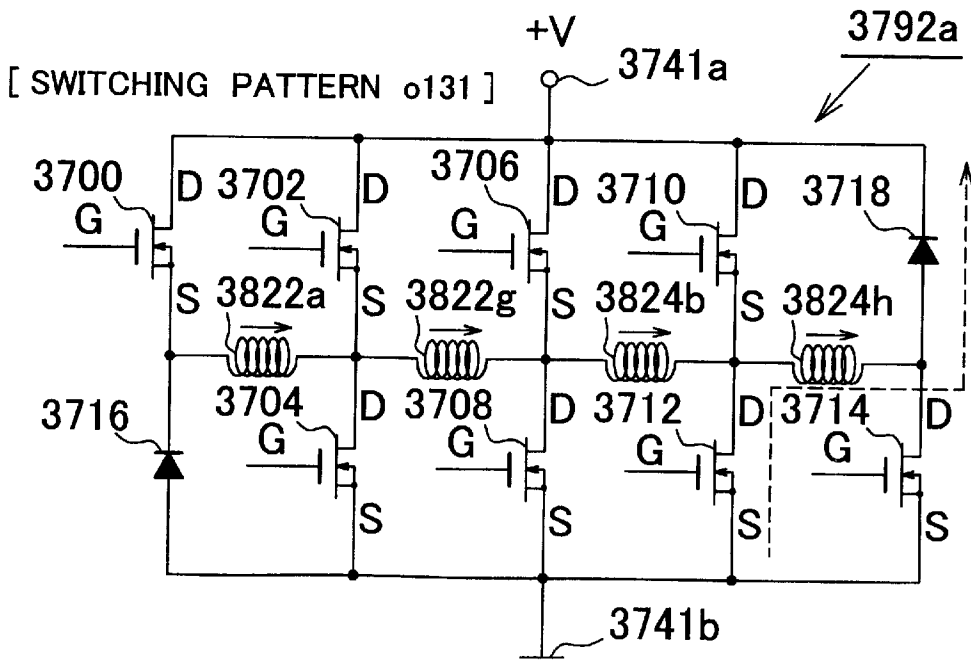 3792a
+V
3741a
[ SWITCHING PATTERN o131 ]
3700
D
3702
D
3706
D
3710
D
3718
G
G
G
G
S
S
S
S
3822a
3822g
3824b
3824h
3716
3704
D
3708
D
3712
D
3714
D
G
G
G
G
S
S
S
S
3741b